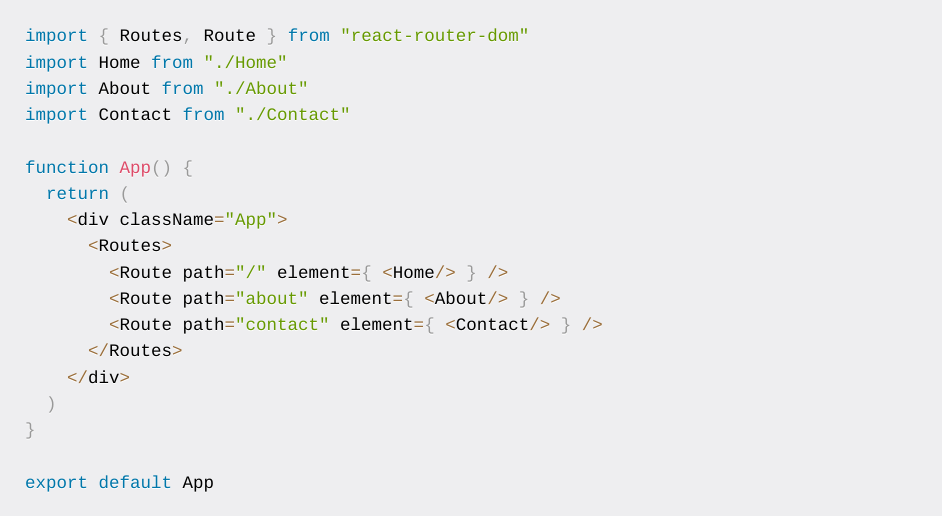 import { Routes, Route } from "react-router-dom"
import Home from "./Home"
import About from "./About"
import Contact from "./Contact"

function App() {
  return (
    <div className="App">
      <Routes>
        <Route path="/" element={ <Home/> } />
        <Route path="about" element={ <About/> } />
        <Route path="contact" element={ <Contact/> } />
      </Routes>
    </div>
  )
}

export default App